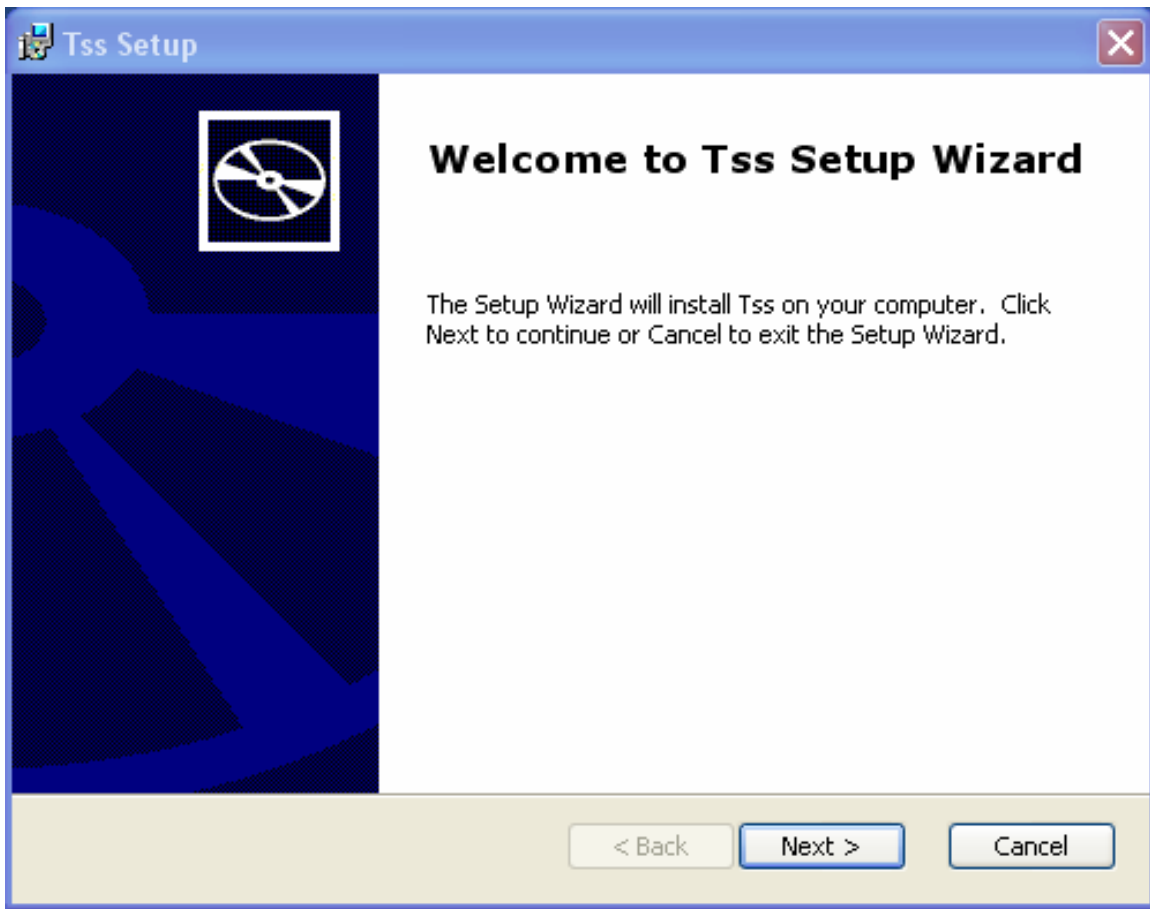 Tss Setup
Welcome to Tss Setup Wizard
The Setup Wizard will install Tss on your computer. Click
Next to continue or Cancel to exit the Setup Wizard.
< Back Next > Cancel